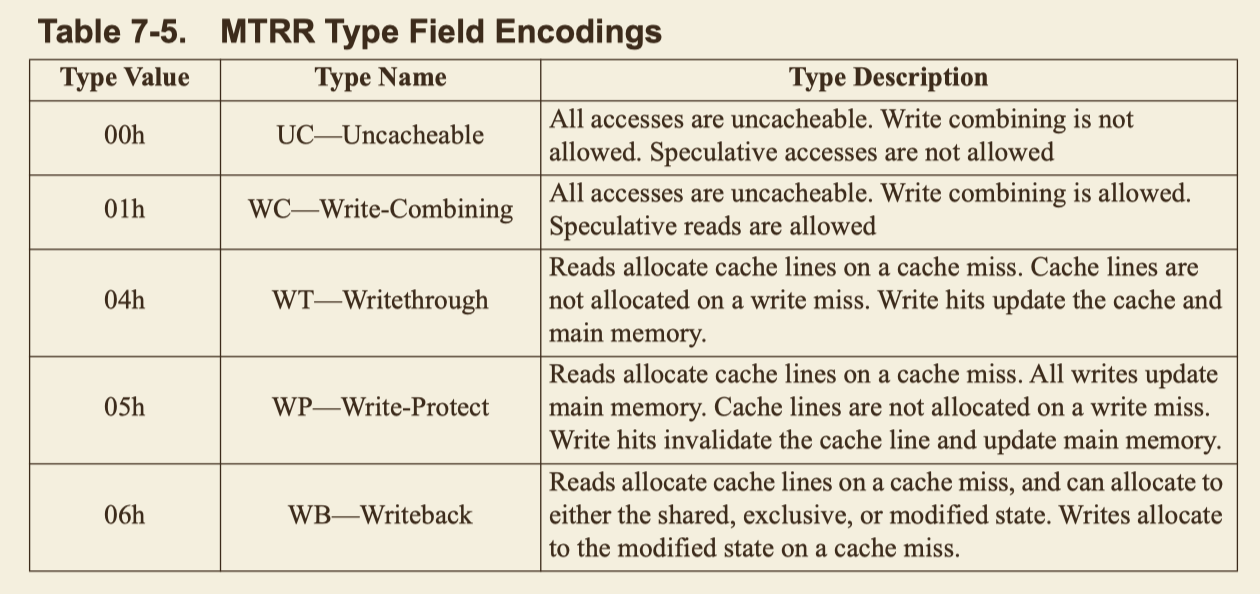 Table 7-5. MTRR Type Field Encodings
Type Value Type Name Type Description
00h UC—Uncacheable All accesses are uncacheable. Write combining is not
allowed. Speculative accesses are not allowed
01h WC—Write-Combining All accesses are uncacheable. Write combining is allowed.
Speculative reads are allowed
04h WT—Writethrough Reads allocate cache lines on a cache miss. Cache lines are
not allocated on a write miss. Write hits update the cache and
main memory.
05h WP—Write-Protect Reads allocate cache lines on a cache miss. All writes update
main memory. Cache lines are not allocated on a write miss.
Write hits invalidate the cache line and update main memory.
06h WB—Writeback Reads allocate cache lines on a cache miss, and can allocate to
either the shared, exclusive, or modified state. Writes allocate
to the modified state on a cache miss.